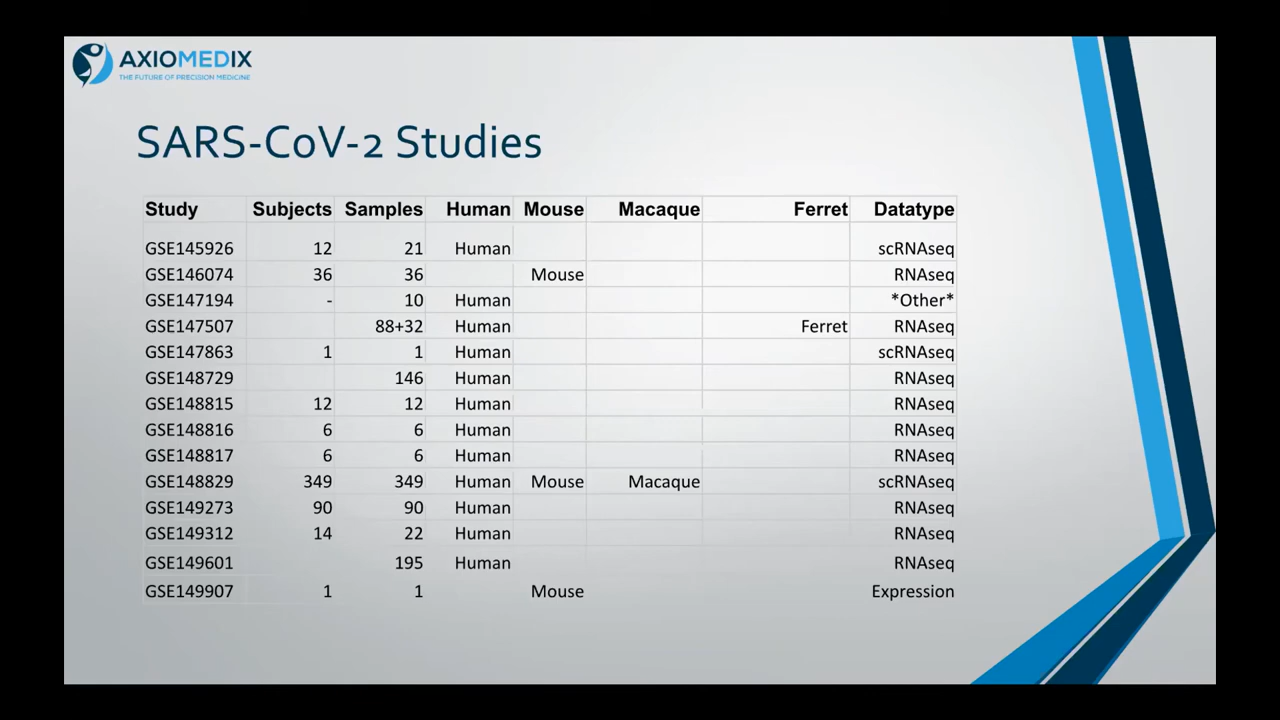 AXIOMEDIX
THE FUTURE OF PRECISION MEDICINE
SARS-CoV-2 Studies
Study Subjects Samples Human Mouse Macaque Ferret Datatype
GSE145926 12 21 Human scRNAseq
GSE146074 36 36 Mouse RNAseq
GSE147194 - 10 Human *Other*
GSE147507 88+32 Human Ferret RNAseq
GSE147863 1 1 Human scRNAseq
GSE148729 146 Human RNAseq
GSE148815 12 12 Human RNAseq
GSE148816 6 6 Human RNAseq
GSE148817 6 6 Human RNAseq
GSE148829 349 349 Human Mouse Macaque scRNAseq
GSE149273 90 90 Human RNAseq
GSE149312 14 22 Human RNAseq
GSE149601 195 Human RNAseq
GSE149907 1 1 Mouse Expression